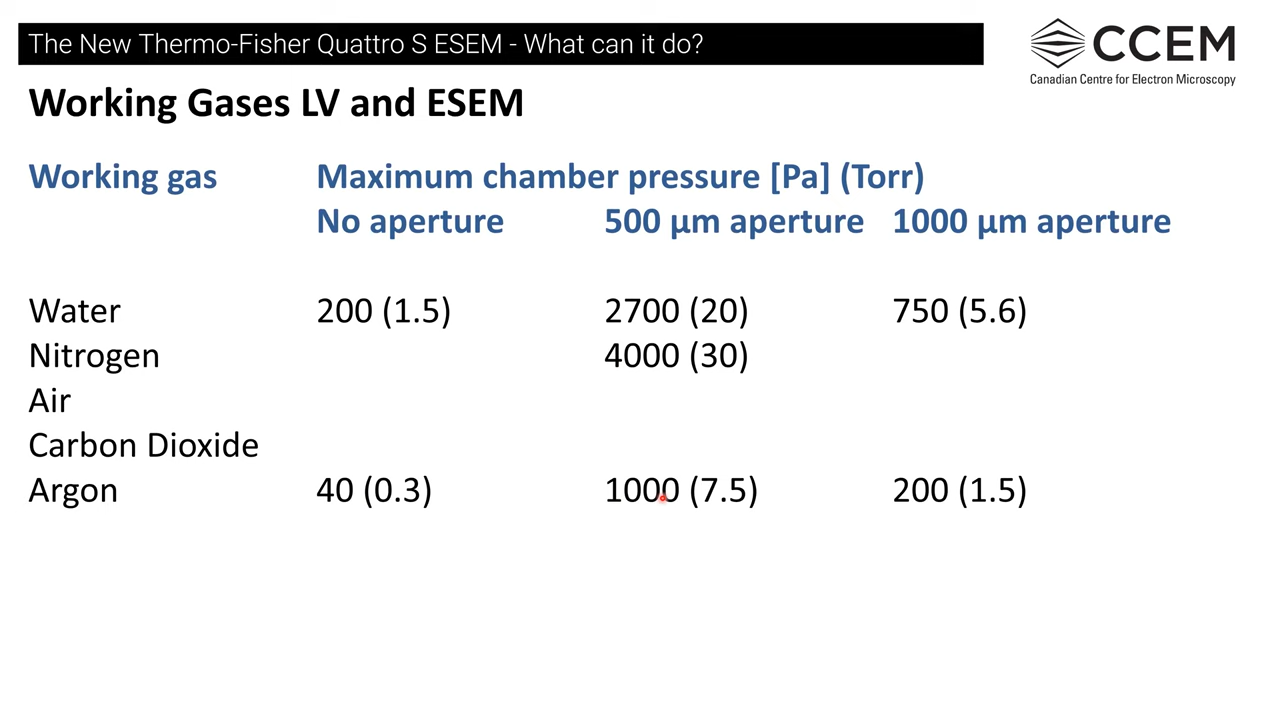 The New Thermo-Fisher Quattro S ESEM - What can it do?
CCEM
Canadian Centre for Electron Microscopy
Working Gases LV and ESEM
Working gas Maximum chamber pressure [Pa] (Torr)
No aperture 500 µm aperture 1000 µm aperture
Water 200 (1.5) 2700 (20) 750 (5.6)
Nitrogen 4000 (30)
Air
Carbon Dioxide
Argon 40 (0.3) 1000 (7.5) 200 (1.5)